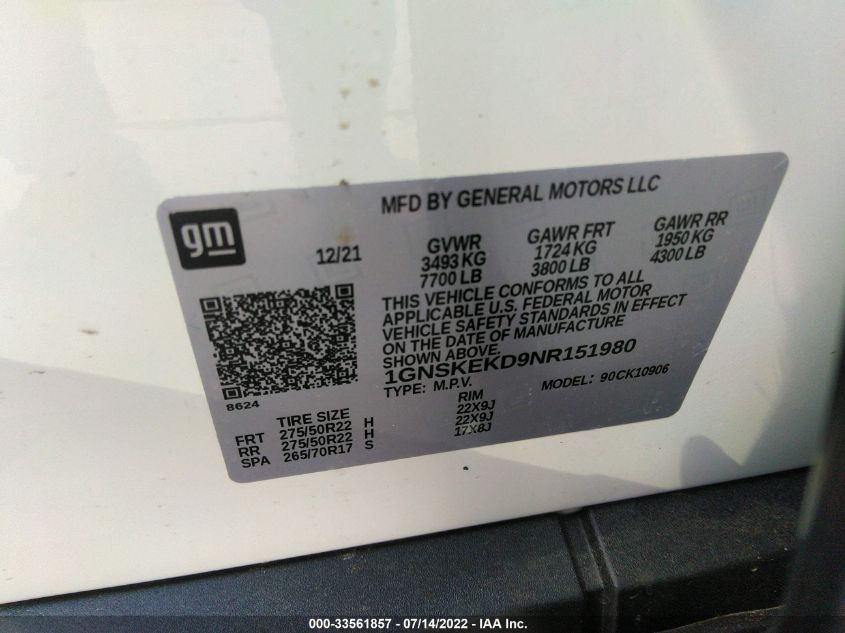 MFD BY GENERAL MOTORS LLC
gm
12/21
GVWR
3493 KG
7700 LB
GAWR FRT
1724 KG
3800 LB
GAWR RR
1950 KG
4300 LB
THIS VEHICLE CONFORMS TO ALL
APPLICABLE U.S. FEDERAL MOTOR
VEHICLE SAFETY STANDARDS IN EFFECT
ON THE DATE OF MANUFACTURE
SHOWN ABOVE.
1GNSKEKD9NR151980
TYPE: M.P.V. MODEL: 90CK10906
8624
TIRE SIZE RIM
FRT 275/50R22 H 22X9J
RR 275/50R22 H 22X9J
SPA 265/70R17 S 17X8J
000-33561857 - 07/14/2022 - IAA Inc.